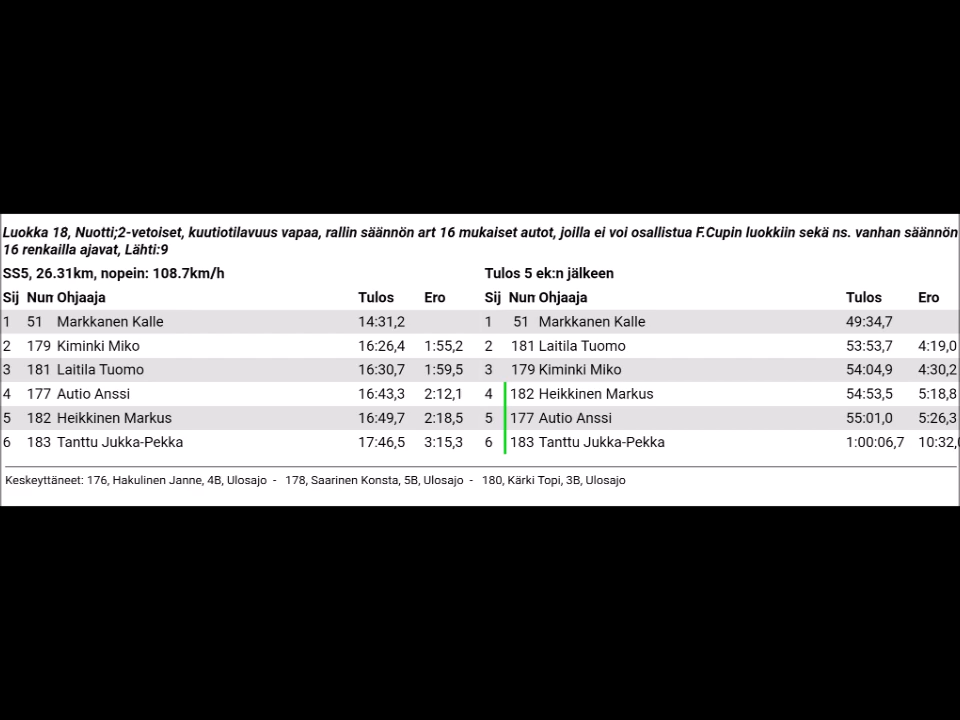 Luokka 18, Nuotti;2-vetoiset, kuutiotilavuus vapaa, rallin säännön art 16 mukaiset autot, joilla ei voi osallistua F.Cupin luokkiin sekä ns. vanhan säännön
16 renkailla ajavat, Lähti:9
SS5, 26.31km, nopein: 108.7km/h Tulos 5 ek:n jälkeen
Sij Num Ohjaaja Tulos Ero Sij Num Ohjaaja Tulos Ero
1 51 Markkanen Kalle 14:31,2 1 51 Markkanen Kalle 49:34,7
2 179 Kiminki Miko 16:26,4 1:55,2 2 181 Laitila Tuomo 53:53,7 4:19,0
3 181 Laitila Tuomo 16:30,7 1:59,5 3 179 Kiminki Miko 54:04,9 4:30,2
4 177 Autio Anssi 16:43,3 2:12,1 4 182 Heikkinen Markus 54:53,5 5:18,8
5 182 Heikkinen Markus 16:49,7 2:18,5 5 177 Autio Anssi 55:01,0 5:26,3
6 183 Tanttu Jukka-Pekka 17:46,5 3:15,3 6 183 Tanttu Jukka-Pekka 1:00:06,7 10:32,0
Keskeyttäneet: 176, Hakulinen Janne, 4B, Ulosajo - 178, Saarinen Konsta, 5B, Ulosajo - 180, Kärki Topi, 3B, Ulosajo